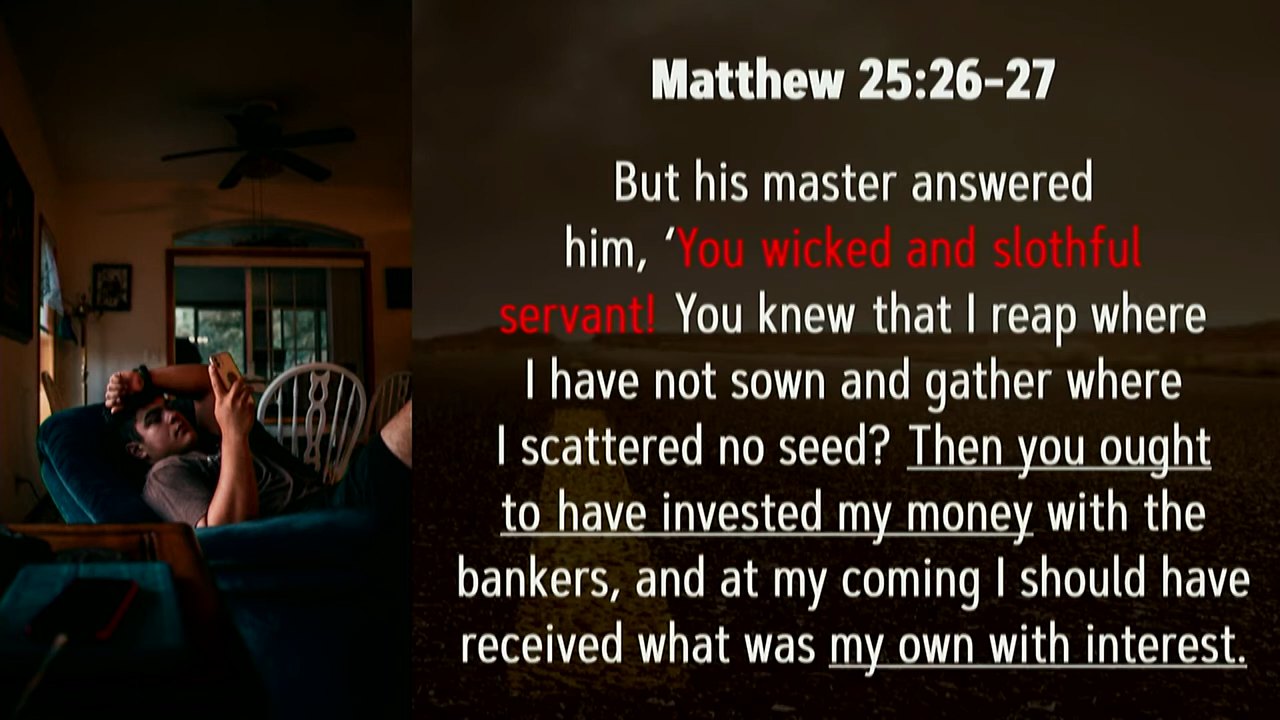 Matthew 25:26–27
But his master answered
him, ‘You wicked and slothful
servant! You knew that I reap where
I have not sown and gather where
I scattered no seed? Then you ought
to have invested my money with the
bankers, and at my coming I should have
received what was my own with interest.